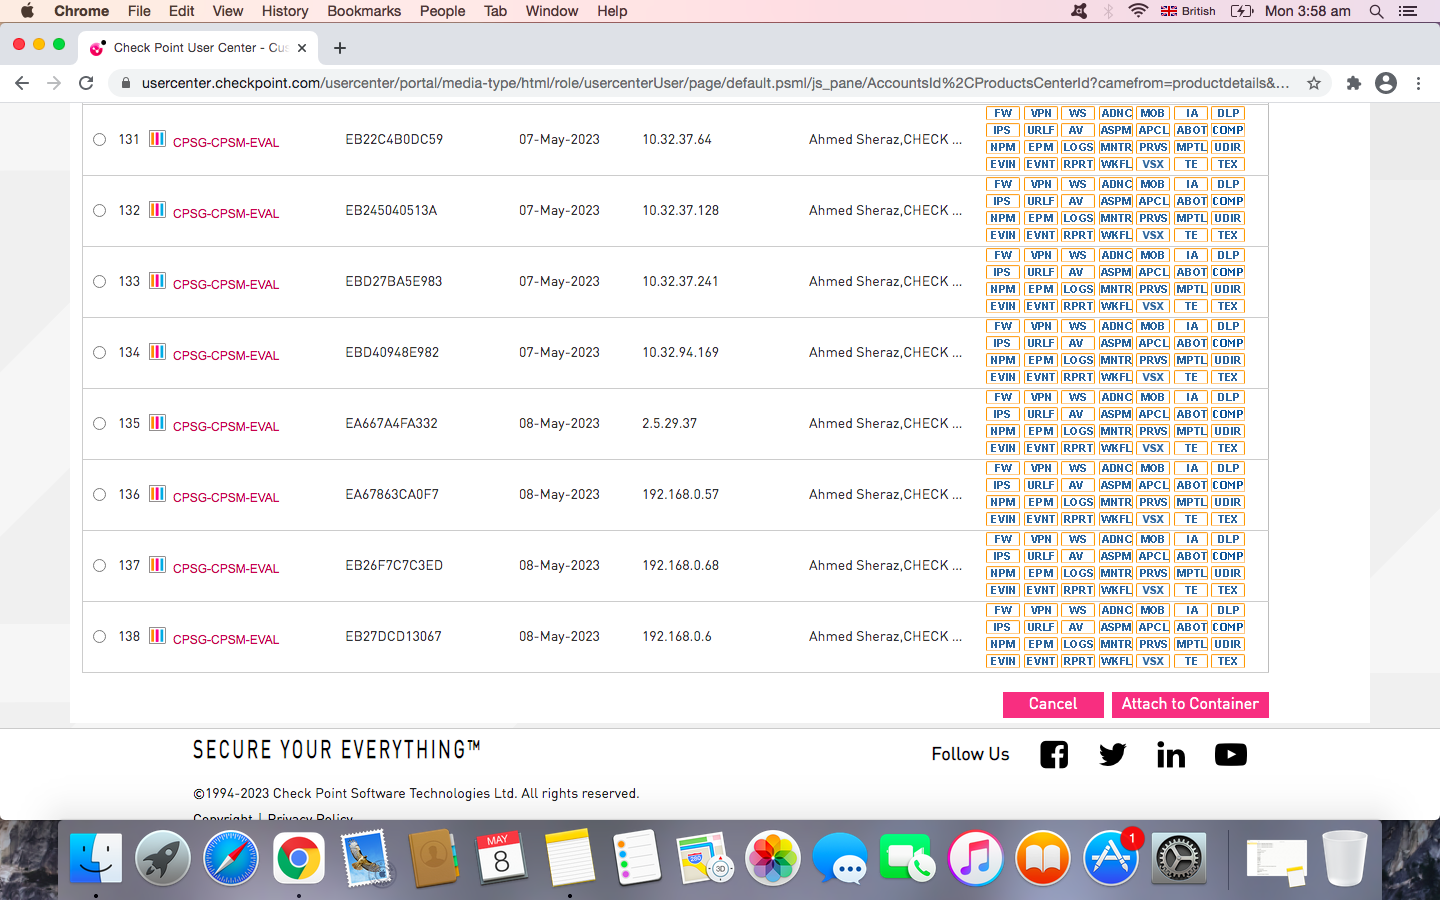 Chrome File Edit View History Bookmarks People Tab Window Help British Mon 3:58 am
Check Point User Center - Cus
usercenter.checkpoint.com/usercenter/portal/media-type/html/role/usercenterUser/page/default.psml/js_pane/AccountsId%2CProductsCenterId?camefrom=productdetails&...
FW VPN WS ADNC MOB IA DLP
131 CPSG-CPSM-EVAL EB22C4B0DC59 07-May-2023 10.32.37.64 Ahmed Sheraz,CHECK ...
IPS URLF AV ASPM APCL ABOT COMP
NPM EPM LOGS MNTR PRVS MPTL UDIR
EVIN EVNT RPRT WKFL VSX TE TEX
FW VPN WS ADNC MOB IA DLP
132 CPSG-CPSM-EVAL EB245040513A 07-May-2023 10.32.37.128 Ahmed Sheraz,CHECK ...
IPS URLF AV ASPM APCL ABOT COMP
NPM EPM LOGS MNTR PRVS MPTL UDIR
EVIN EVNT RPRT WKFL VSX TE TEX
FW VPN WS ADNC MOB IA DLP
133 CPSG-CPSM-EVAL EBD27BA5E983 07-May-2023 10.32.37.241 Ahmed Sheraz,CHECK ...
IPS URLF AV ASPM APCL ABOT COMP
NPM EPM LOGS MNTR PRVS MPTL UDIR
EVIN EVNT RPRT WKFL VSX TE TEX
FW VPN WS ADNC MOB IA DLP
134 CPSG-CPSM-EVAL EBD40948E982 07-May-2023 10.32.94.169 Ahmed Sheraz,CHECK ...
IPS URLF AV ASPM APCL ABOT COMP
NPM EPM LOGS MNTR PRVS MPTL UDIR
EVIN EVNT RPRT WKFL VSX TE TEX
FW VPN WS ADNC MOB IA DLP
135 CPSG-CPSM-EVAL EA667A4FA332 08-May-2023 2.5.29.37 Ahmed Sheraz,CHECK ...
IPS URLF AV ASPM APCL ABOT COMP
NPM EPM LOGS MNTR PRVS MPTL UDIR
EVIN EVNT RPRT WKFL VSX TE TEX
FW VPN WS ADNC MOB IA DLP
136 CPSG-CPSM-EVAL EA67863CA0F7 08-May-2023 192.168.0.57 Ahmed Sheraz,CHECK ...
IPS URLF AV ASPM APCL ABOT COMP
NPM EPM LOGS MNTR PRVS MPTL UDIR
EVIN EVNT RPRT WKFL VSX TE TEX
FW VPN WS ADNC MOB IA DLP
137 CPSG-CPSM-EVAL EB26F7C7C3ED 08-May-2023 192.168.0.68 Ahmed Sheraz,CHECK ...
IPS URLF AV ASPM APCL ABOT COMP
NPM EPM LOGS MNTR PRVS MPTL UDIR
EVIN EVNT RPRT WKFL VSX TE TEX
FW VPN WS ADNC MOB IA DLP
138 CPSG-CPSM-EVAL EB27DCD13067 08-May-2023 192.168.0.6 Ahmed Sheraz,CHECK ...
IPS URLF AV ASPM APCL ABOT COMP
NPM EPM LOGS MNTR PRVS MPTL UDIR
EVIN EVNT RPRT WKFL VSX TE TEX
Cancel Attach to Container
SECURE YOUR EVERYTHING™ Follow Us
©1994-2023 Check Point Software Technologies Ltd. All rights reserved.
Copyright | Privacy Policy
MAY
8
280
3D
1